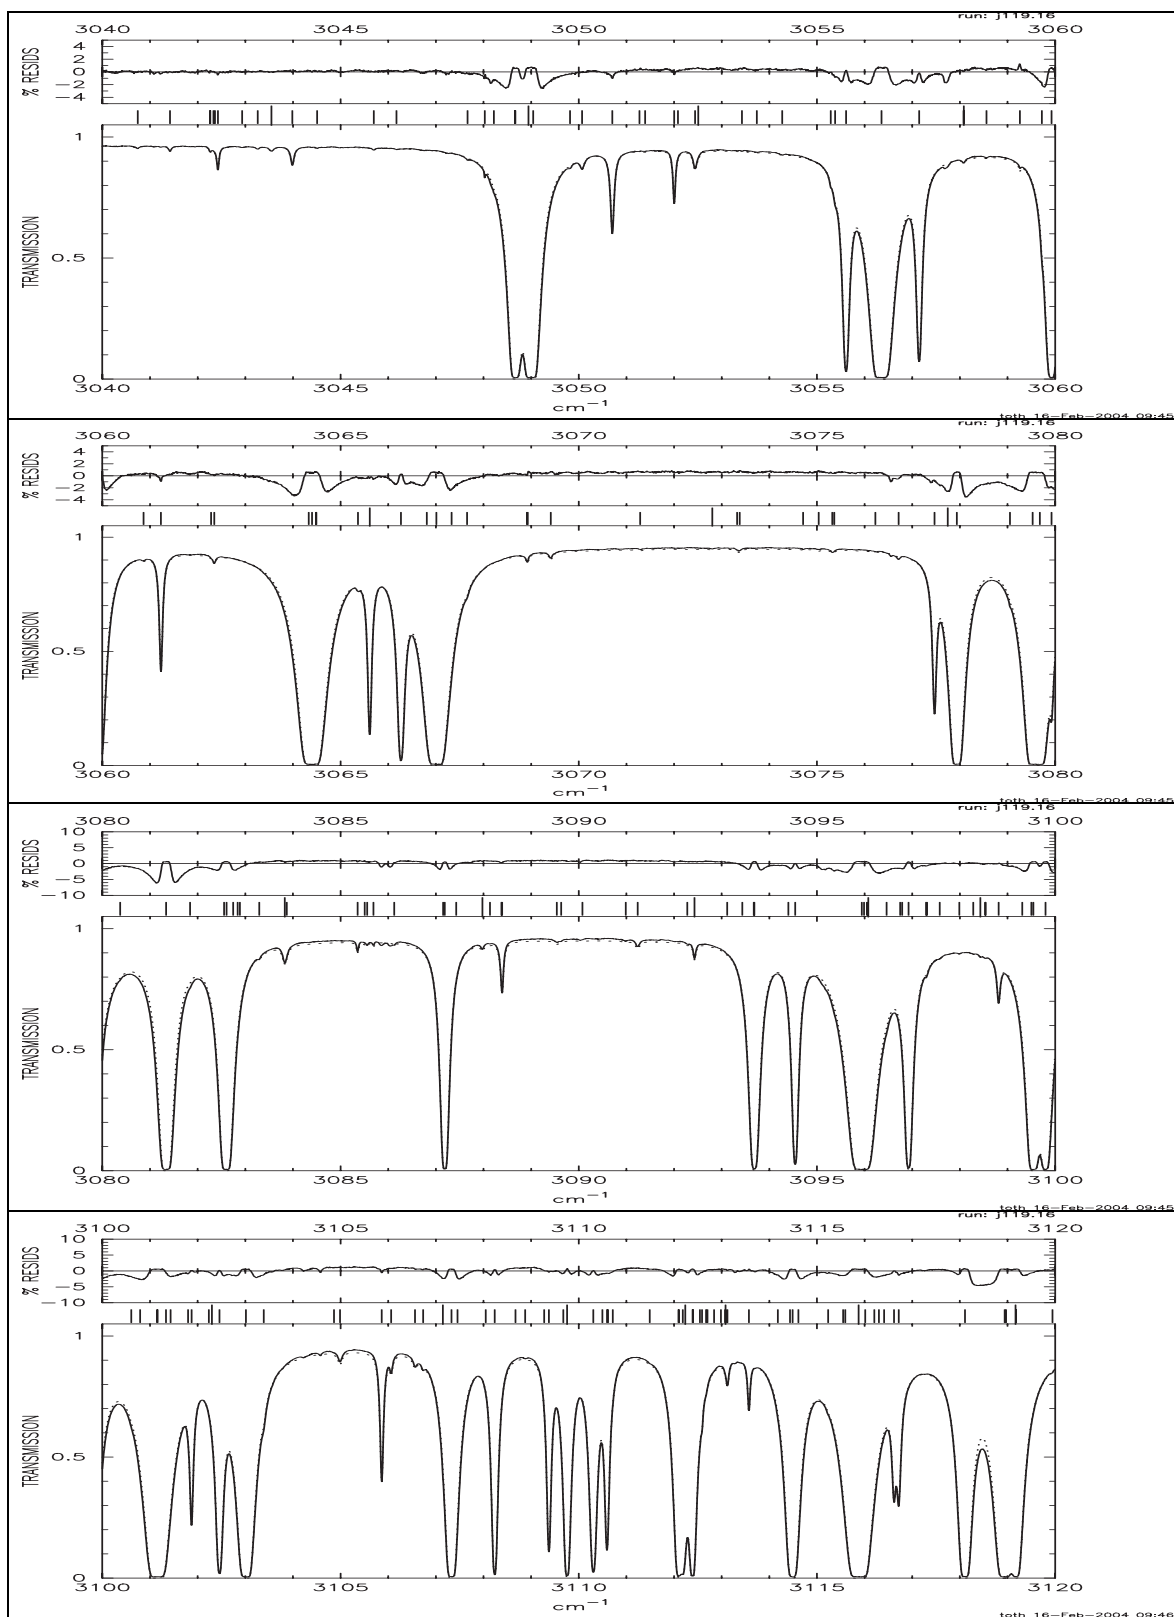 run: j119.16
3040 3045 3050 3055 3060
% RESIDS
4
2
0
−2
−4
TRANSMISSION
1
0.5
0
3040 3045 3050 3055 3060
cm−1
toth 16−Feb−2004 09:45
run: j119.16
3060 3065 3070 3075 3080
% RESIDS
4
2
0
−2
−4
TRANSMISSION
1
0.5
0
3060 3065 3070 3075 3080
cm−1
toth 16−Feb−2004 09:45
run: j119.16
3080 3085 3090 3095 3100
% RESIDS
10
5
0
−5
−10
TRANSMISSION
1
0.5
0
3080 3085 3090 3095 3100
cm−1
toth 16−Feb−2004 09:45
run: j119.16
3100 3105 3110 3115 3120
% RESIDS
10
5
0
−5
−10
TRANSMISSION
1
0.5
0
3100 3105 3110 3115 3120
cm−1
toth 16−Feb−2004 09:46